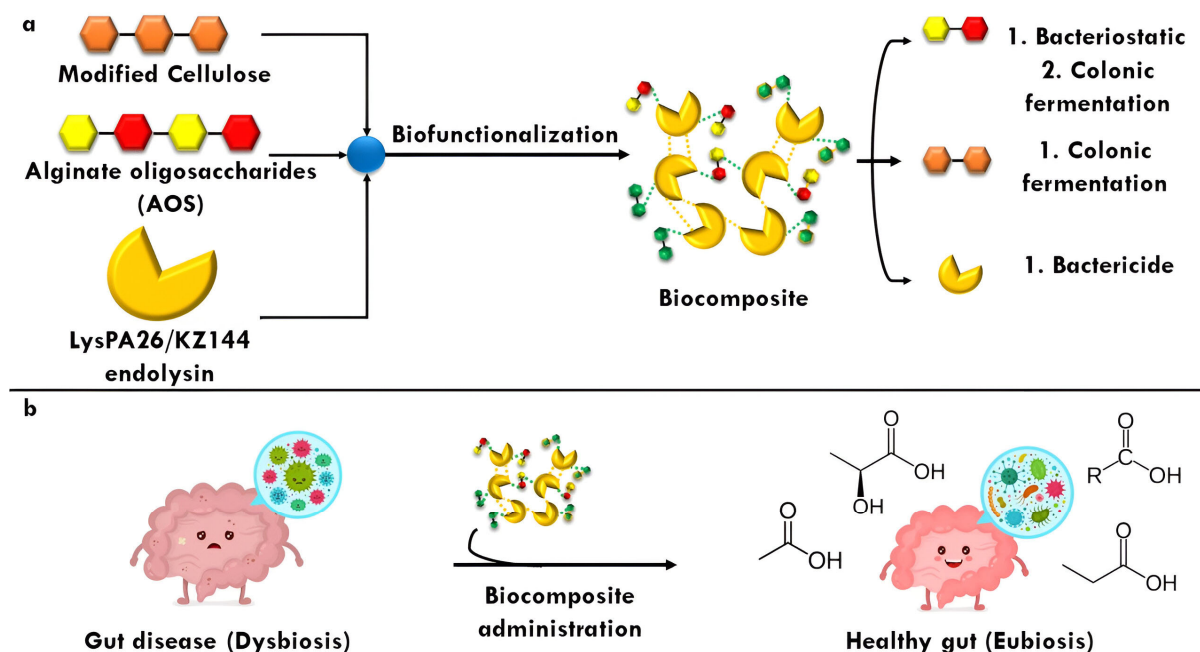 a
Modified Cellulose
Alginate oligosaccharides
(AOS)
LysPA26/KZ144
endolysin
Biofunctionalization
Biocomposite
1. Bacteriostatic
2. Colonic
fermentation
1. Colonic
fermentation
1. Bactericide
b
Gut disease (Dysbiosis)
Biocomposite
administration
O
OH
O
OH
OH
O
R
C
OH
O
OH
Healthy gut (Eubiosis)